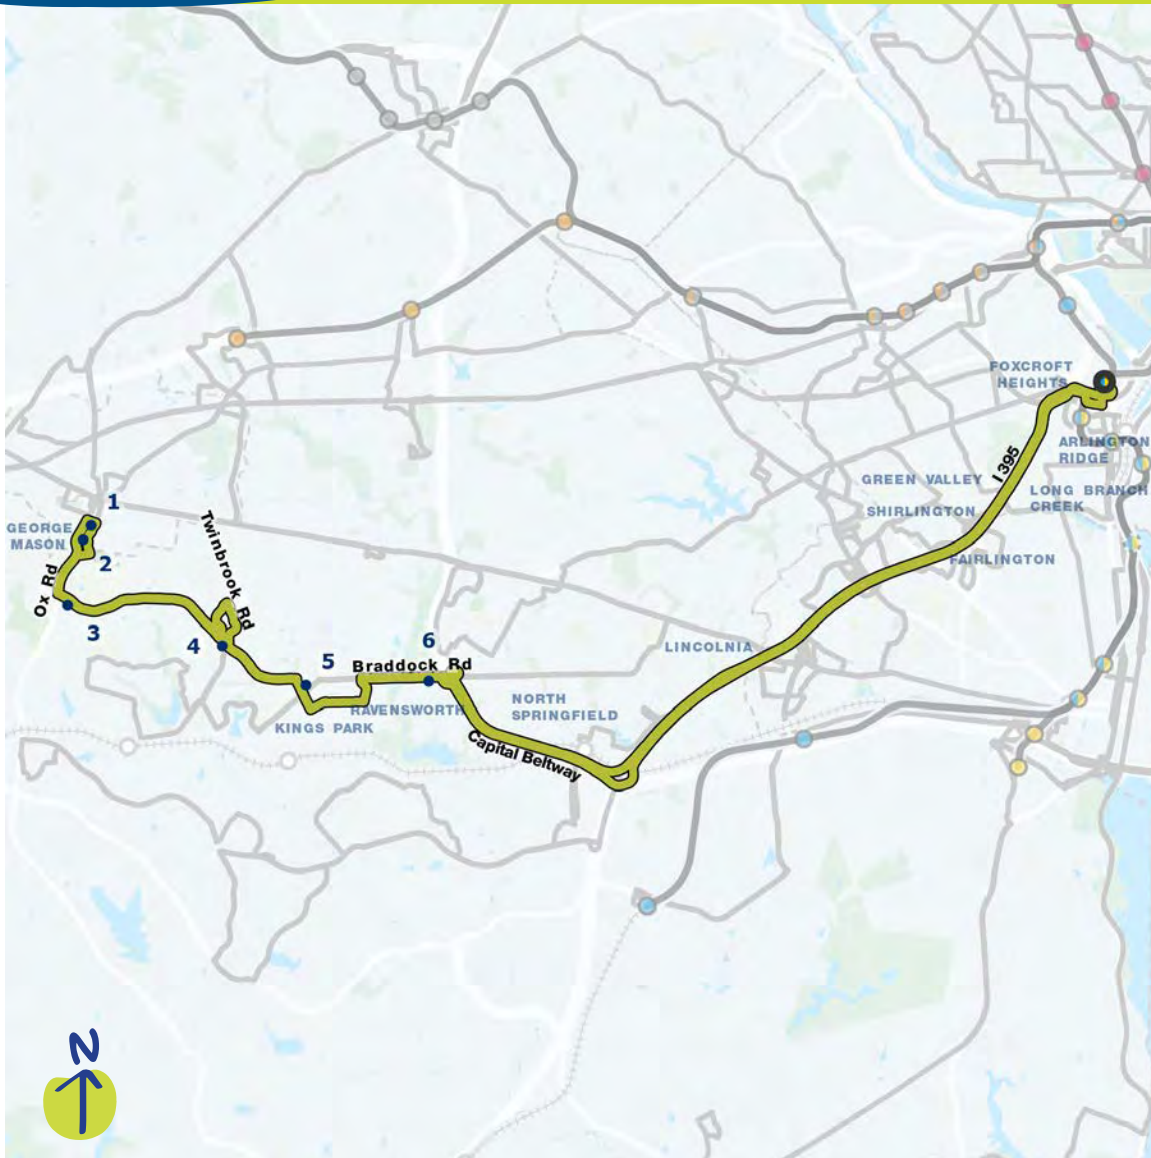 FOXCROFT
HEIGHTS
ARLINGTON
RIDGE
I 395
GREEN VALLEY
LONG BRANCH
CREEK
SHIRLINGTON
FAIRLINGTON
1
GEORGE
MASON
2
Twinbrook Rd
Ox Rd
3
4
5
6
Braddock Rd
LINCOLNIA
RAVENSWORTH
NORTH
SPRINGFIELD
KINGS PARK
Capital Beltway
N